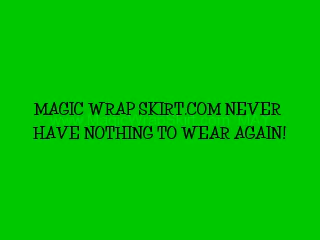 MAGIC WRAP SKIRT.COM NEVER
HAVE NOTHING TO WEAR AGAIN!